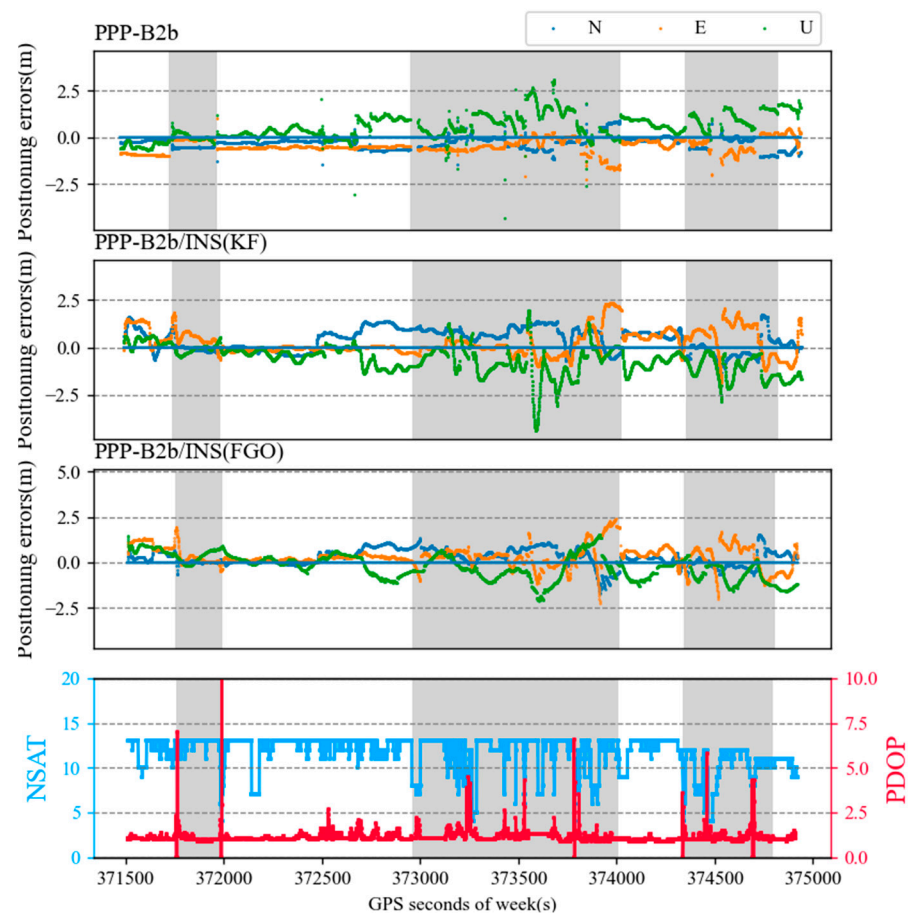 N E U
PPP-B2b
Positioning errors(m)
2.5
0.0
−2.5
PPP-B2b/INS(KF)
Positioning errors(m)
2.5
0.0
−2.5
PPP-B2b/INS(FGO)
Positioning errors(m)
5.0
2.5
0.0
−2.5
NSAT
20
15
10
5
0
PDOP
10.0
7.5
5.0
2.5
0.0
371500 372000 372500 373000 373500 374000 374500 375000
GPS seconds of week(s)